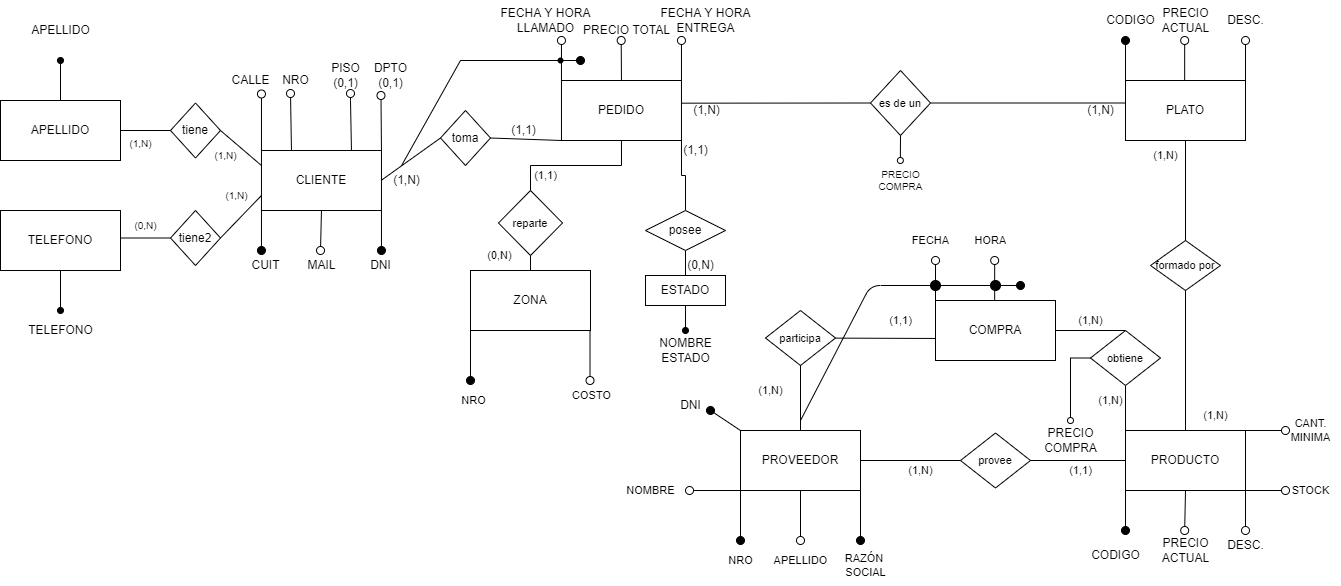 APELLIDO
APELLIDO
(1,N)
tiene
(1,N)
TELEFONO
TELEFONO
(0,N)
tiene2
(1,N)
CALLE
NRO
PISO
(0,1)
DPTO
(0,1)
CLIENTE
CUIT
MAIL
DNI
(1,N)
toma
(1,1)
FECHA Y HORA
LLAMADO
PRECIO TOTAL
FECHA Y HORA
ENTREGA
PEDIDO
(1,N)
(1,1)
(1,1)
reparte
(0,N)
ZONA
NRO
COSTO
posee
(0,N)
ESTADO
NOMBRE
ESTADO
es de un
PRECIO
COMPRA
(1,N)
CODIGO
PRECIO
ACTUAL
DESC.
PLATO
(1,N)
formado por
(1,N)
FECHA
HORA
COMPRA
(1,1)
participa
(1,N)
(1,N)
obtiene
(1,N)
PRECIO
COMPRA
DNI
PROVEEDOR
NOMBRE
NRO
APELLIDO
RAZÓN
SOCIAL
(1,N)
provee
(1,1)
PRODUCTO
CANT.
MINIMA
STOCK
CODIGO
PRECIO
ACTUAL
DESC.